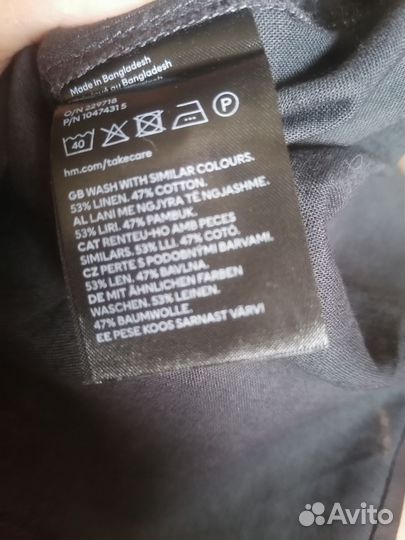 Made in Bangladesh
au Bangladesh
O/N 229718
P/N 1047431 5
40
P
hm.com/takecare
GB WASH WITH SIMILAR COLOURS.
53% LINEN. 47% COTTON.
AL LANI ME NGJYRA TË NGJASHME.
53% LIRI. 47% PAMBUK.
CAT RENTEU-HO AMB PECES
SIMILARS. 53% LLI. 47% COTÓ.
CZ PERTE S PODOBNÝMI BARVAMI.
53% LEN. 47% BAVLNA.
DE MIT ÄHNLICHEN FARBEN
WASCHEN. 53% LEINEN.
47% BAUMWOLLE.
EE PESE KOOS SARNAST VÄRVI
Avito